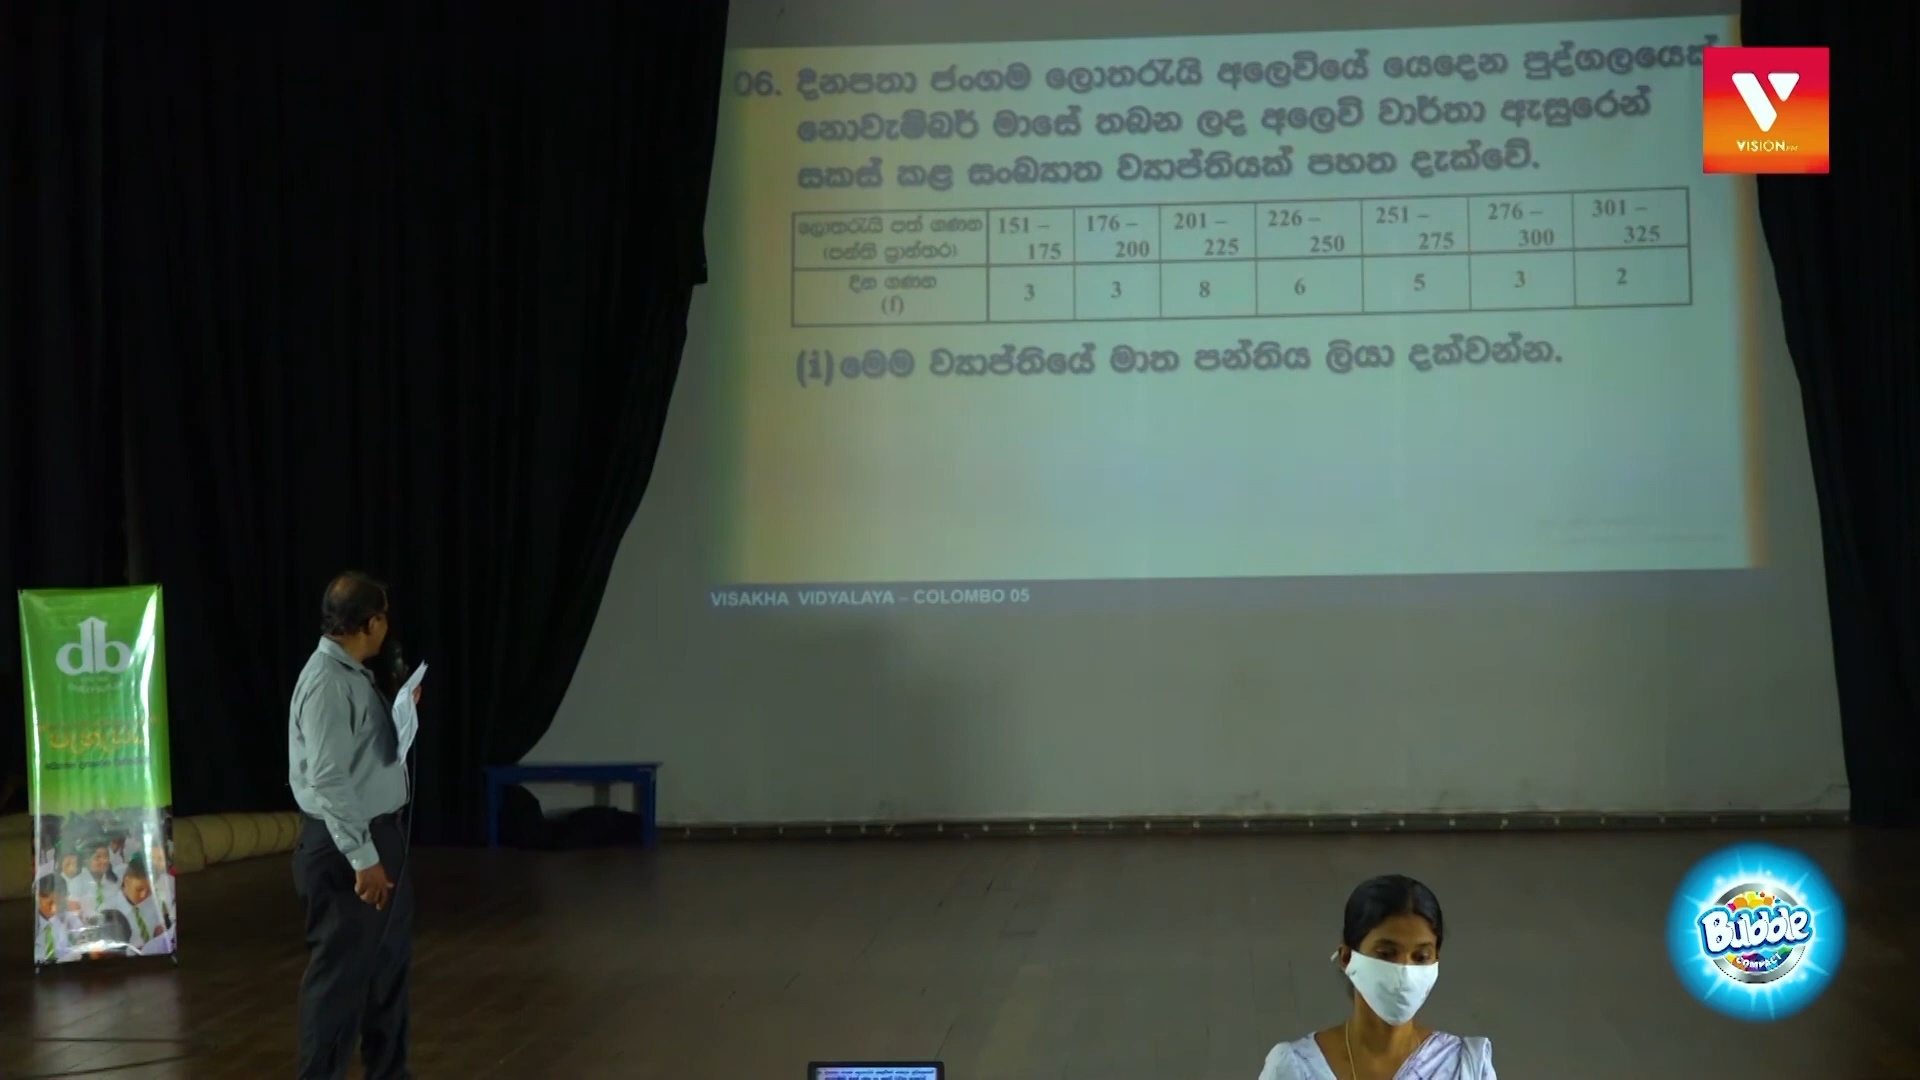 06. දිනපතා ජංගම ලොතරැයි අලෙවියේ යෙදෙන පුද්ගලයෙක්
නොවැම්බර් මාසේ තබන ලද අලෙවි වාර්තා ඇසුරෙන්
සකස් කළ සංඛ්‍යාත ව්‍යාප්තියක් පහත දැක්වේ.
ලොතරැයි පත් ගණන (පන්ති ප්‍රාන්තර) 151 – 175 176 – 200 201 – 225 226 – 250 251 – 275 276 – 300 301 – 325
දින ගණන (f) 3 3 8 6 5 3 2
(i) මෙම ව්‍යාප්තියේ මාත පන්තිය ලියා දක්වන්න.
VISAKHA VIDYALAYA – COLOMBO 05
VISION FM
db
Bubble
COMPACT